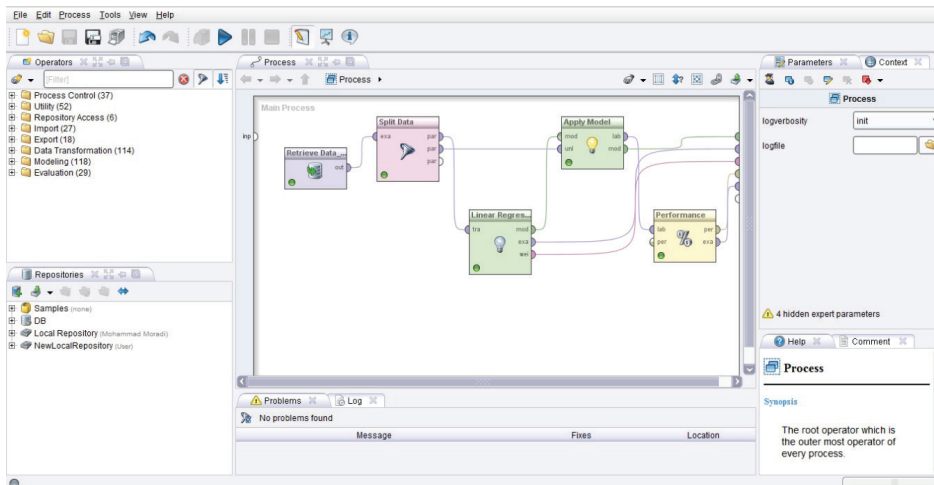 File Edit Process Tools View Help
Operators
[Filter]
Process Control (37)
Utility (52)
Repository Access (6)
Import (27)
Export (18)
Data Transformation (114)
Modeling (118)
Evaluation (29)
Repositories
Samples (none)
DB
Local Repository (Mohammad Moradi)
NewLocalRepository (User)
Process
Process
Main Process
inp
Retrieve Data_...
out
Split Data
exa par
par
par
Linear Regres...
tra mod
exa
wei
Apply Model
mod lab
unl mod
Performance
lab per
per exa
Problems Log
No problems found
Message Fixes Location
Parameters Context
Process
logverbosity init
logfile
4 hidden expert parameters
Help Comment
Process
Synopsis
The root operator which is
the outer most operator of
every process.